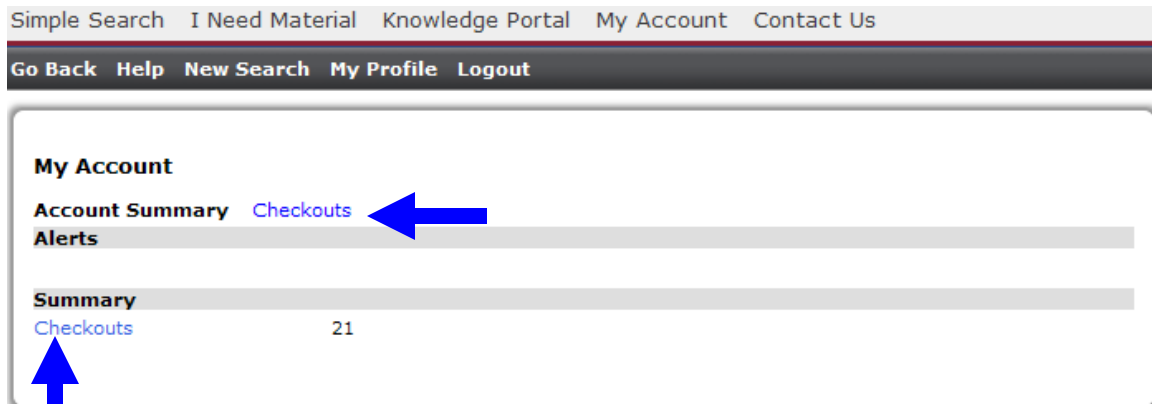 Simple Search I Need Material Knowledge Portal My Account Contact Us
Go Back Help New Search My Profile Logout
My Account
Account Summary Checkouts
Alerts
Summary
Checkouts 21